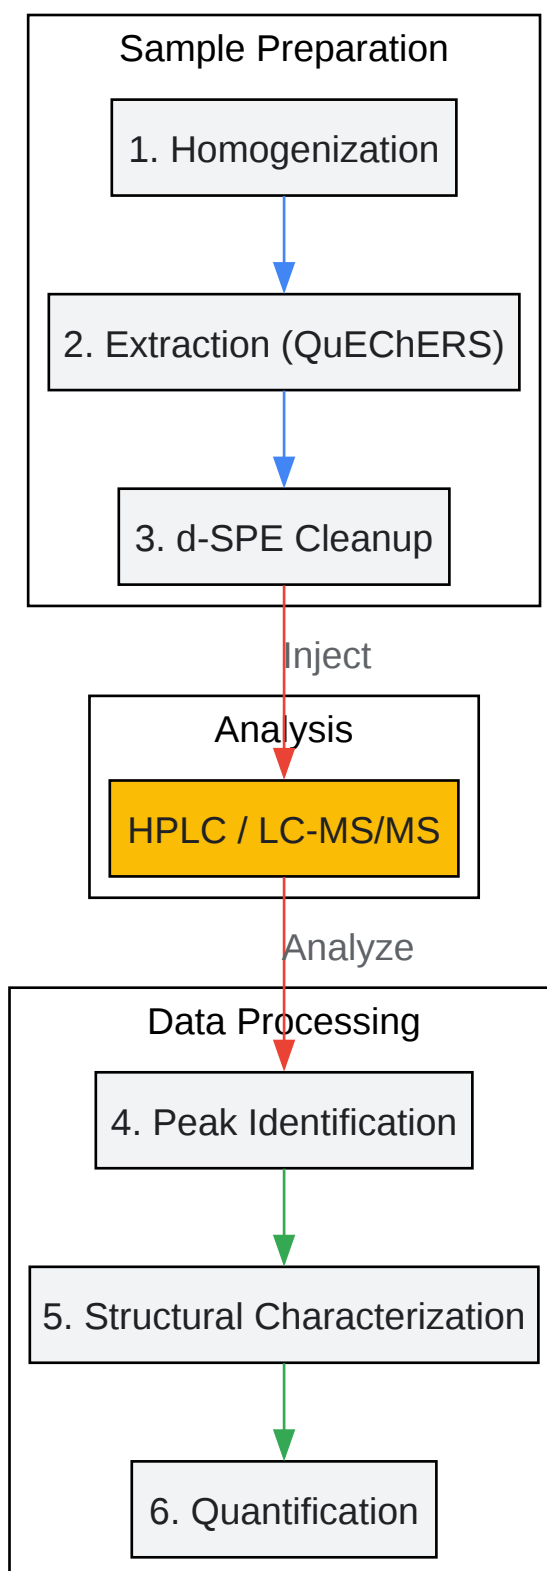 Sample Preparation
1. Homogenization
2. Extraction (QuEChERS)
3. d-SPE Cleanup
Inject
Analysis
HPLC / LC-MS/MS
Analyze
Data Processing
4. Peak Identification
5. Structural Characterization
6. Quantification